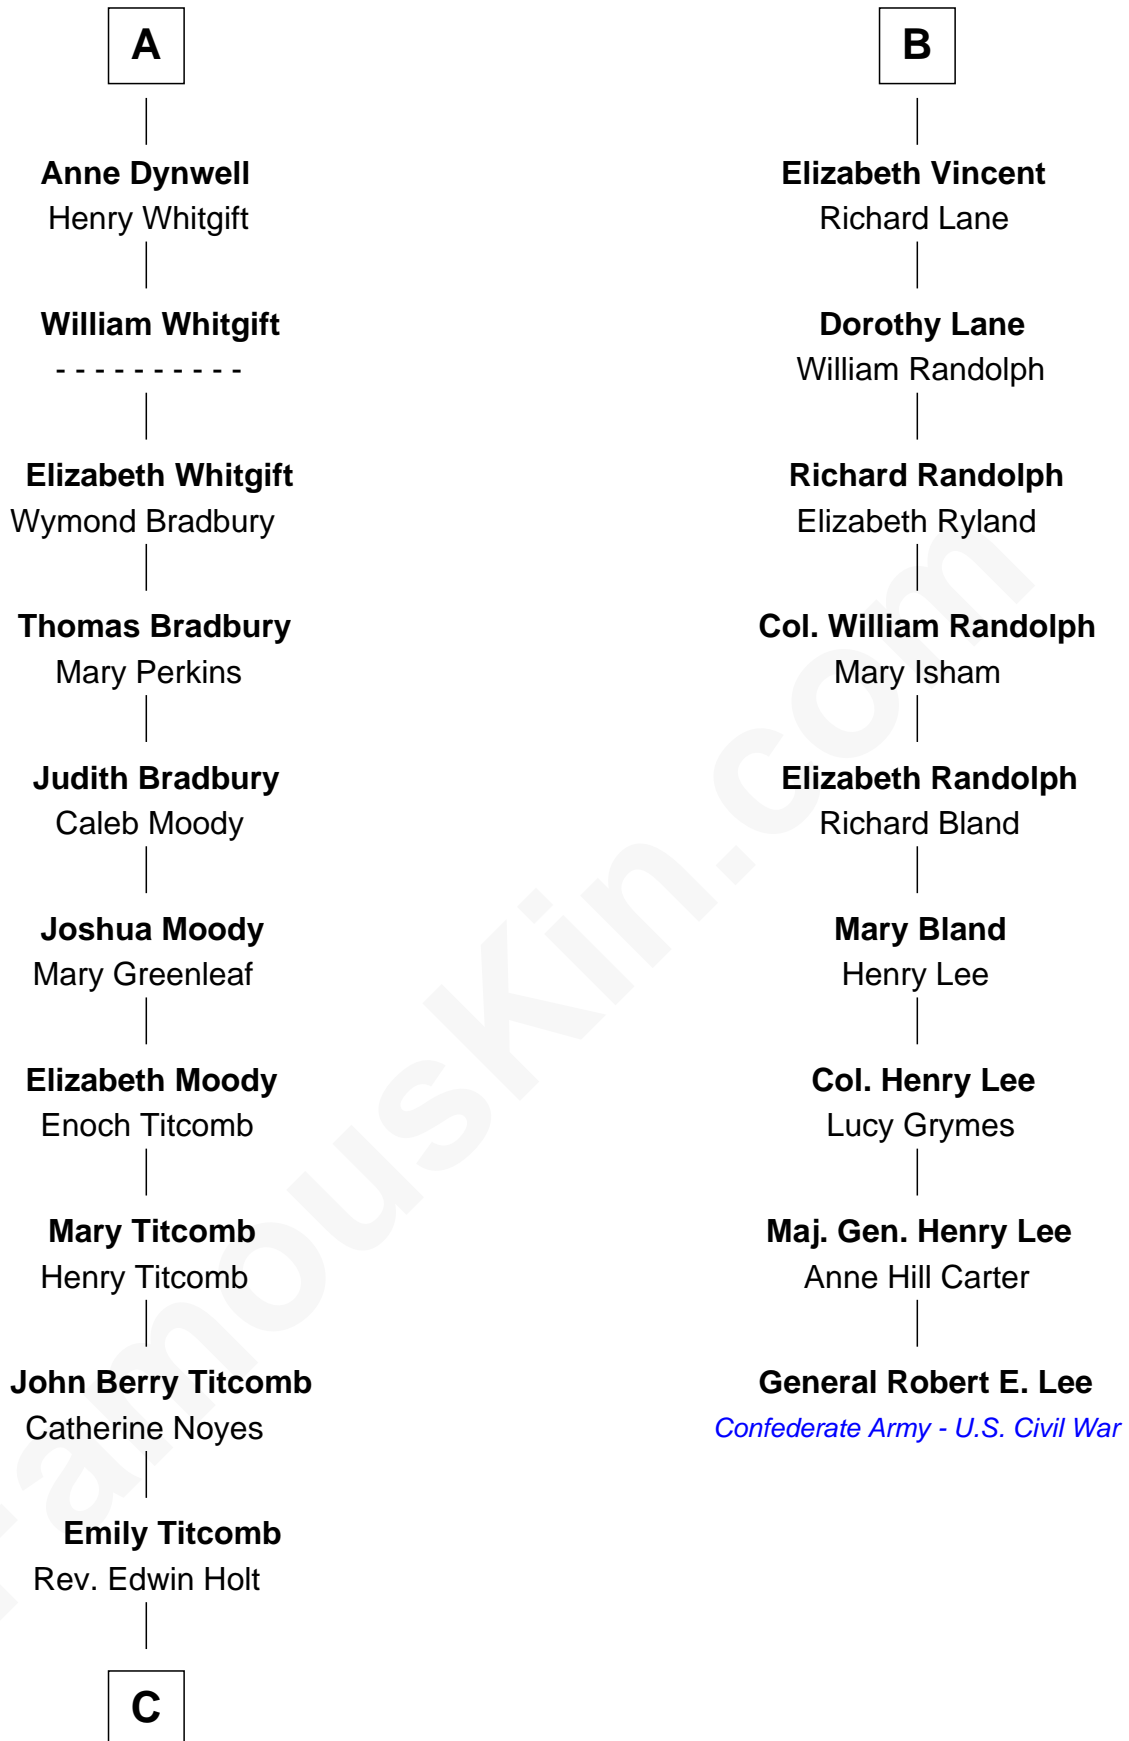 A
Anne Dynwell
Henry Whitgift
William Whitgift
- - - - - - - - - -
Elizabeth Whitgift
Wymond Bradbury
Thomas Bradbury
Mary Perkins
Judith Bradbury
Caleb Moody
Joshua Moody
Mary Greenleaf
Elizabeth Moody
Enoch Titcomb
Mary Titcomb
Henry Titcomb
John Berry Titcomb
Catherine Noyes
Emily Titcomb
Rev. Edwin Holt
C
B
Elizabeth Vincent
Richard Lane
Dorothy Lane
William Randolph
Richard Randolph
Elizabeth Ryland
Col. William Randolph
Mary Isham
Elizabeth Randolph
Richard Bland
Mary Bland
Henry Lee
Col. Henry Lee
Lucy Grymes
Maj. Gen. Henry Lee
Anne Hill Carter
General Robert E. Lee
Confederate Army - U.S. Civil War
FamousKin.com